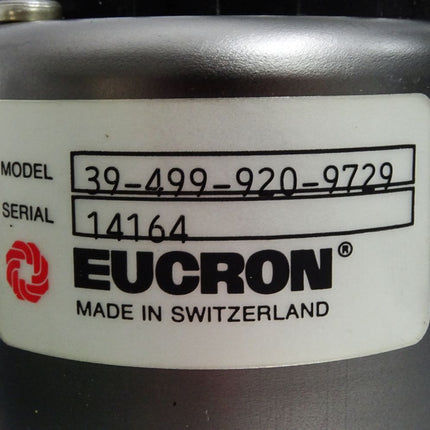 MODEL 39-499-920-9729
SERIAL 14164
EUCRON®
MADE IN SWITZERLAND